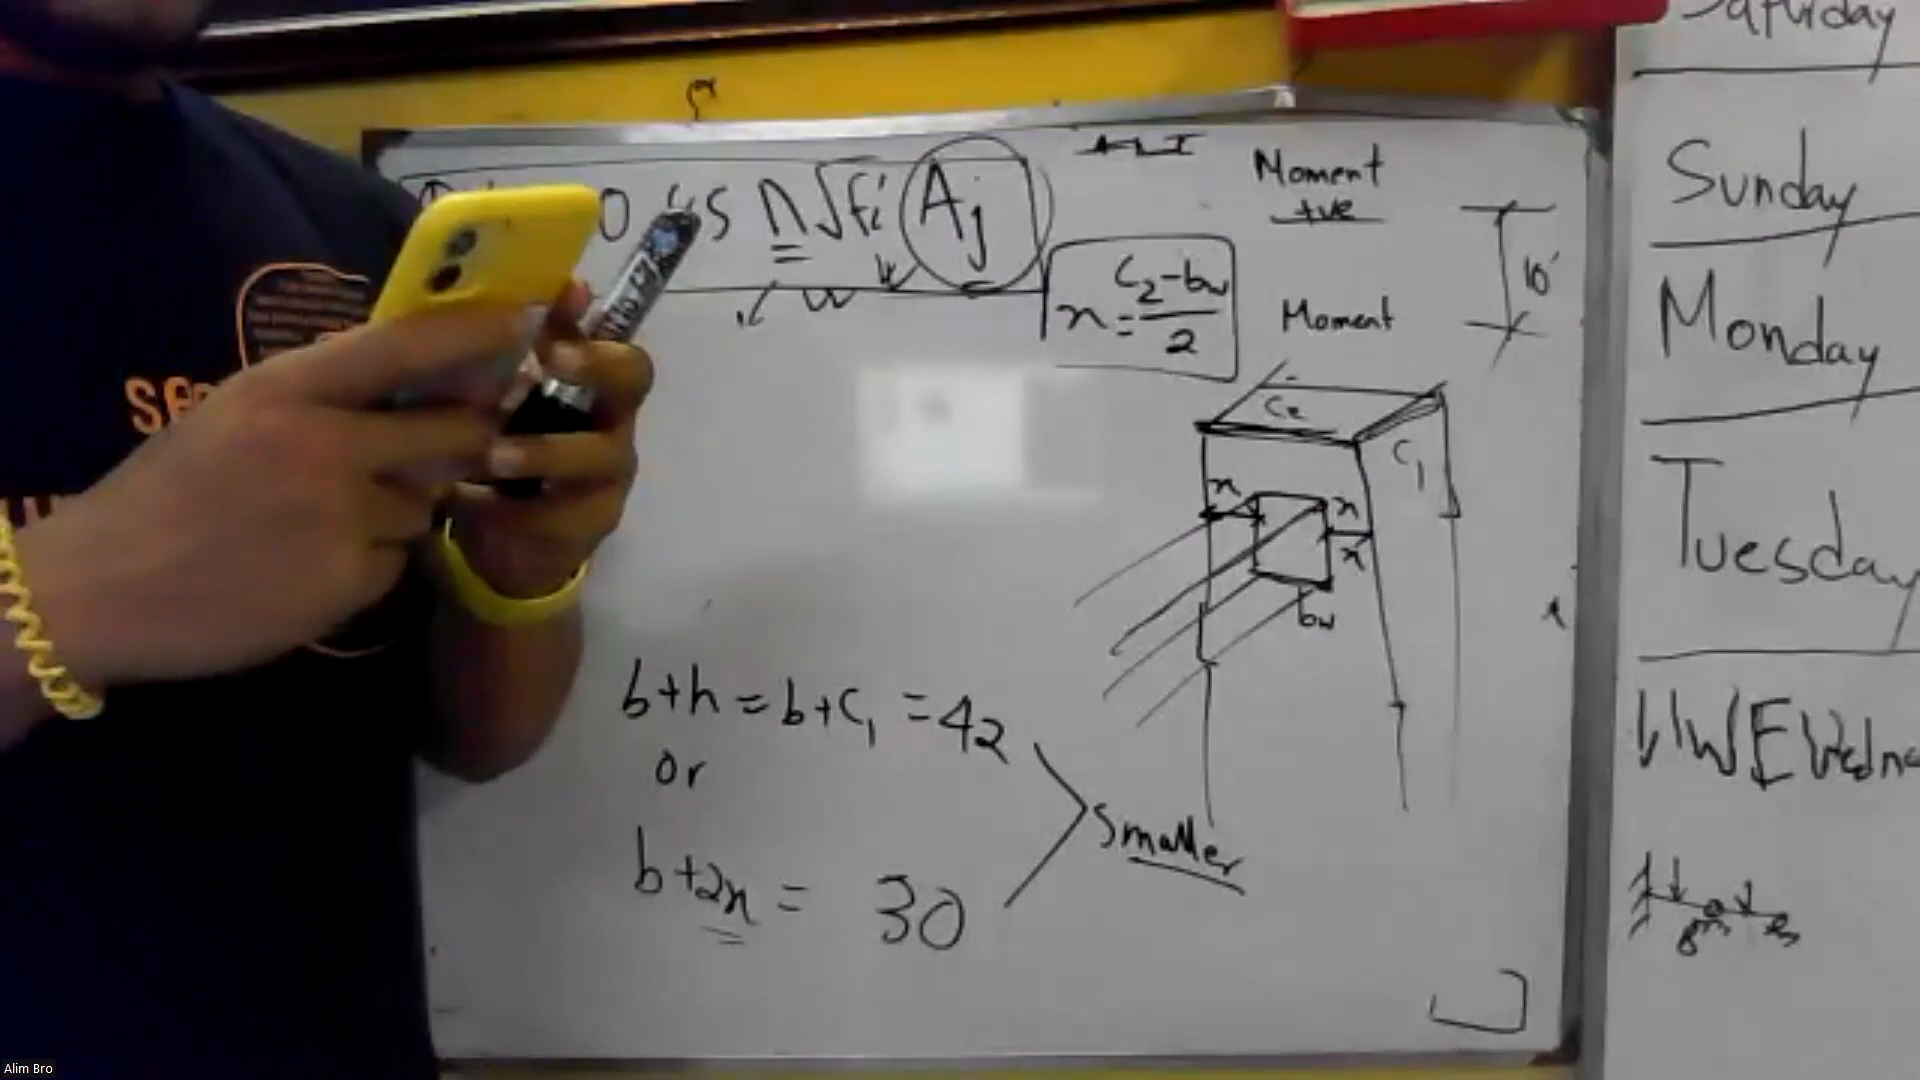 n√fc' Aj
Moment
+ve
x = C2-bw
2
Moment
10'
C2
C1
x
x
x
bw
b+h = b+C1 = 42
or
b+2x = 30
Smaller
Saturday
Sunday
Monday
Tuesday
Alim Bro